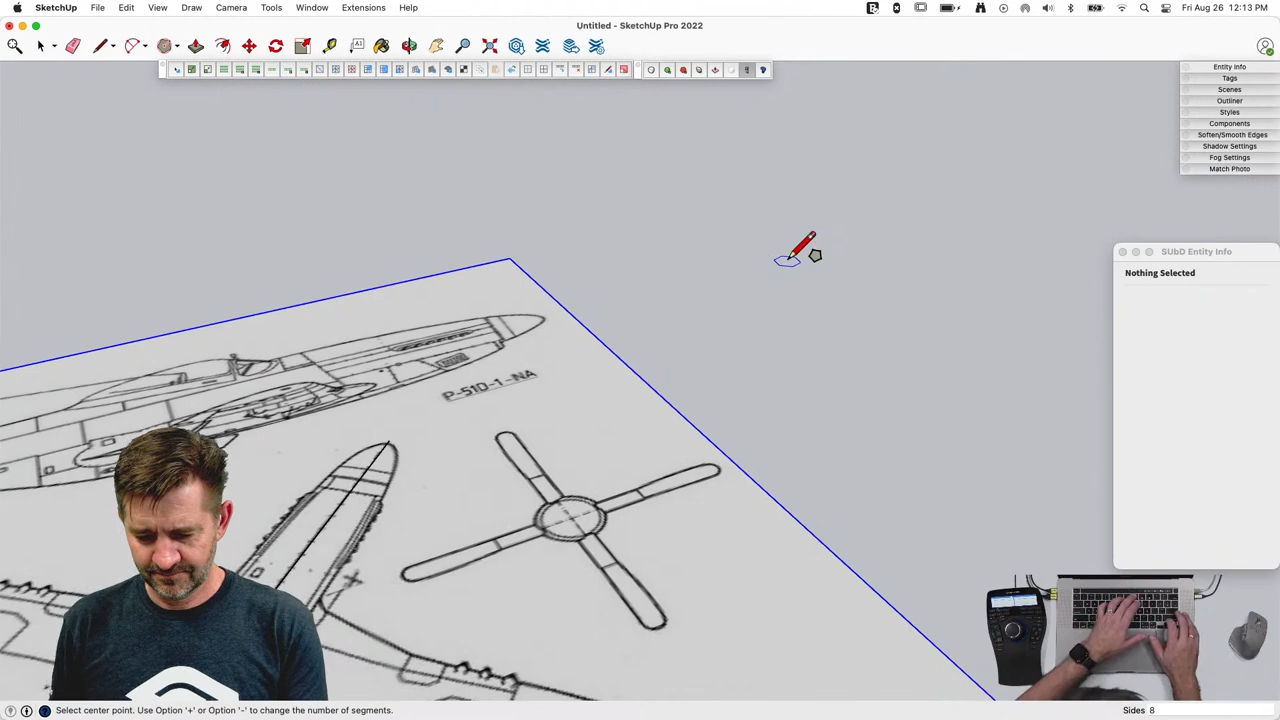 SketchUp File Edit View Draw Camera Tools Window Extensions Help Fri Aug 26 12:13 PM
Untitled - SketchUp Pro 2022
Entity Info
Tags
Scenes
Outliner
Styles
Components
Soften/Smooth Edges
Shadow Settings
Fog Settings
Match Photo
SUbD Entity Info
Nothing Selected
P-51D-1-NA
Select center point. Use Option '+' or Option '-' to change the number of segments. Sides 8